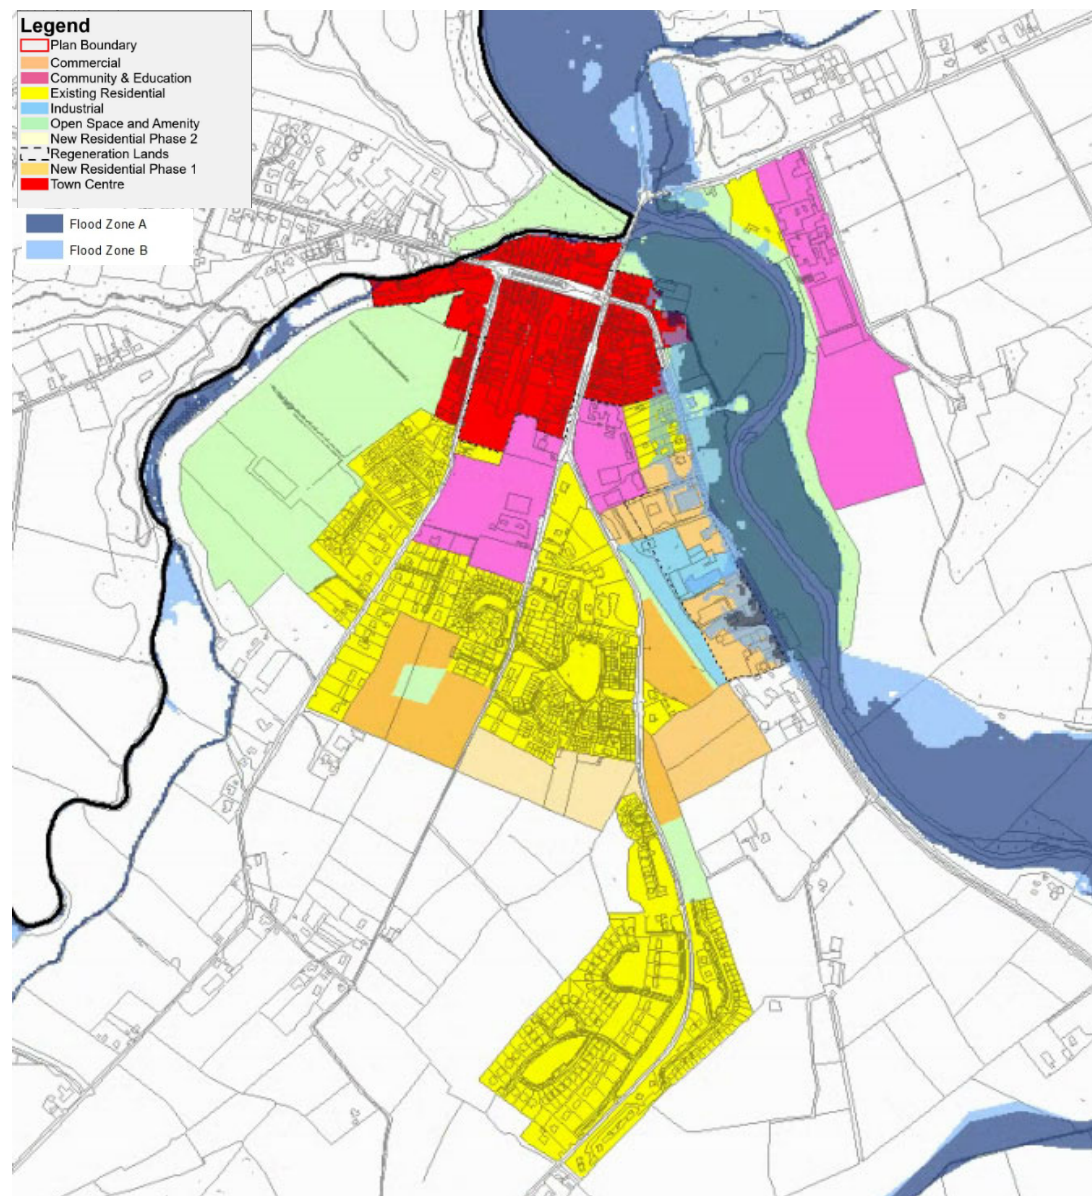 Legend
Plan Boundary
Commercial
Community & Education
Existing Residential
Industrial
Open Space and Amenity
New Residential Phase 2
Regeneration Lands
New Residential Phase 1
Town Centre
Flood Zone A
Flood Zone B